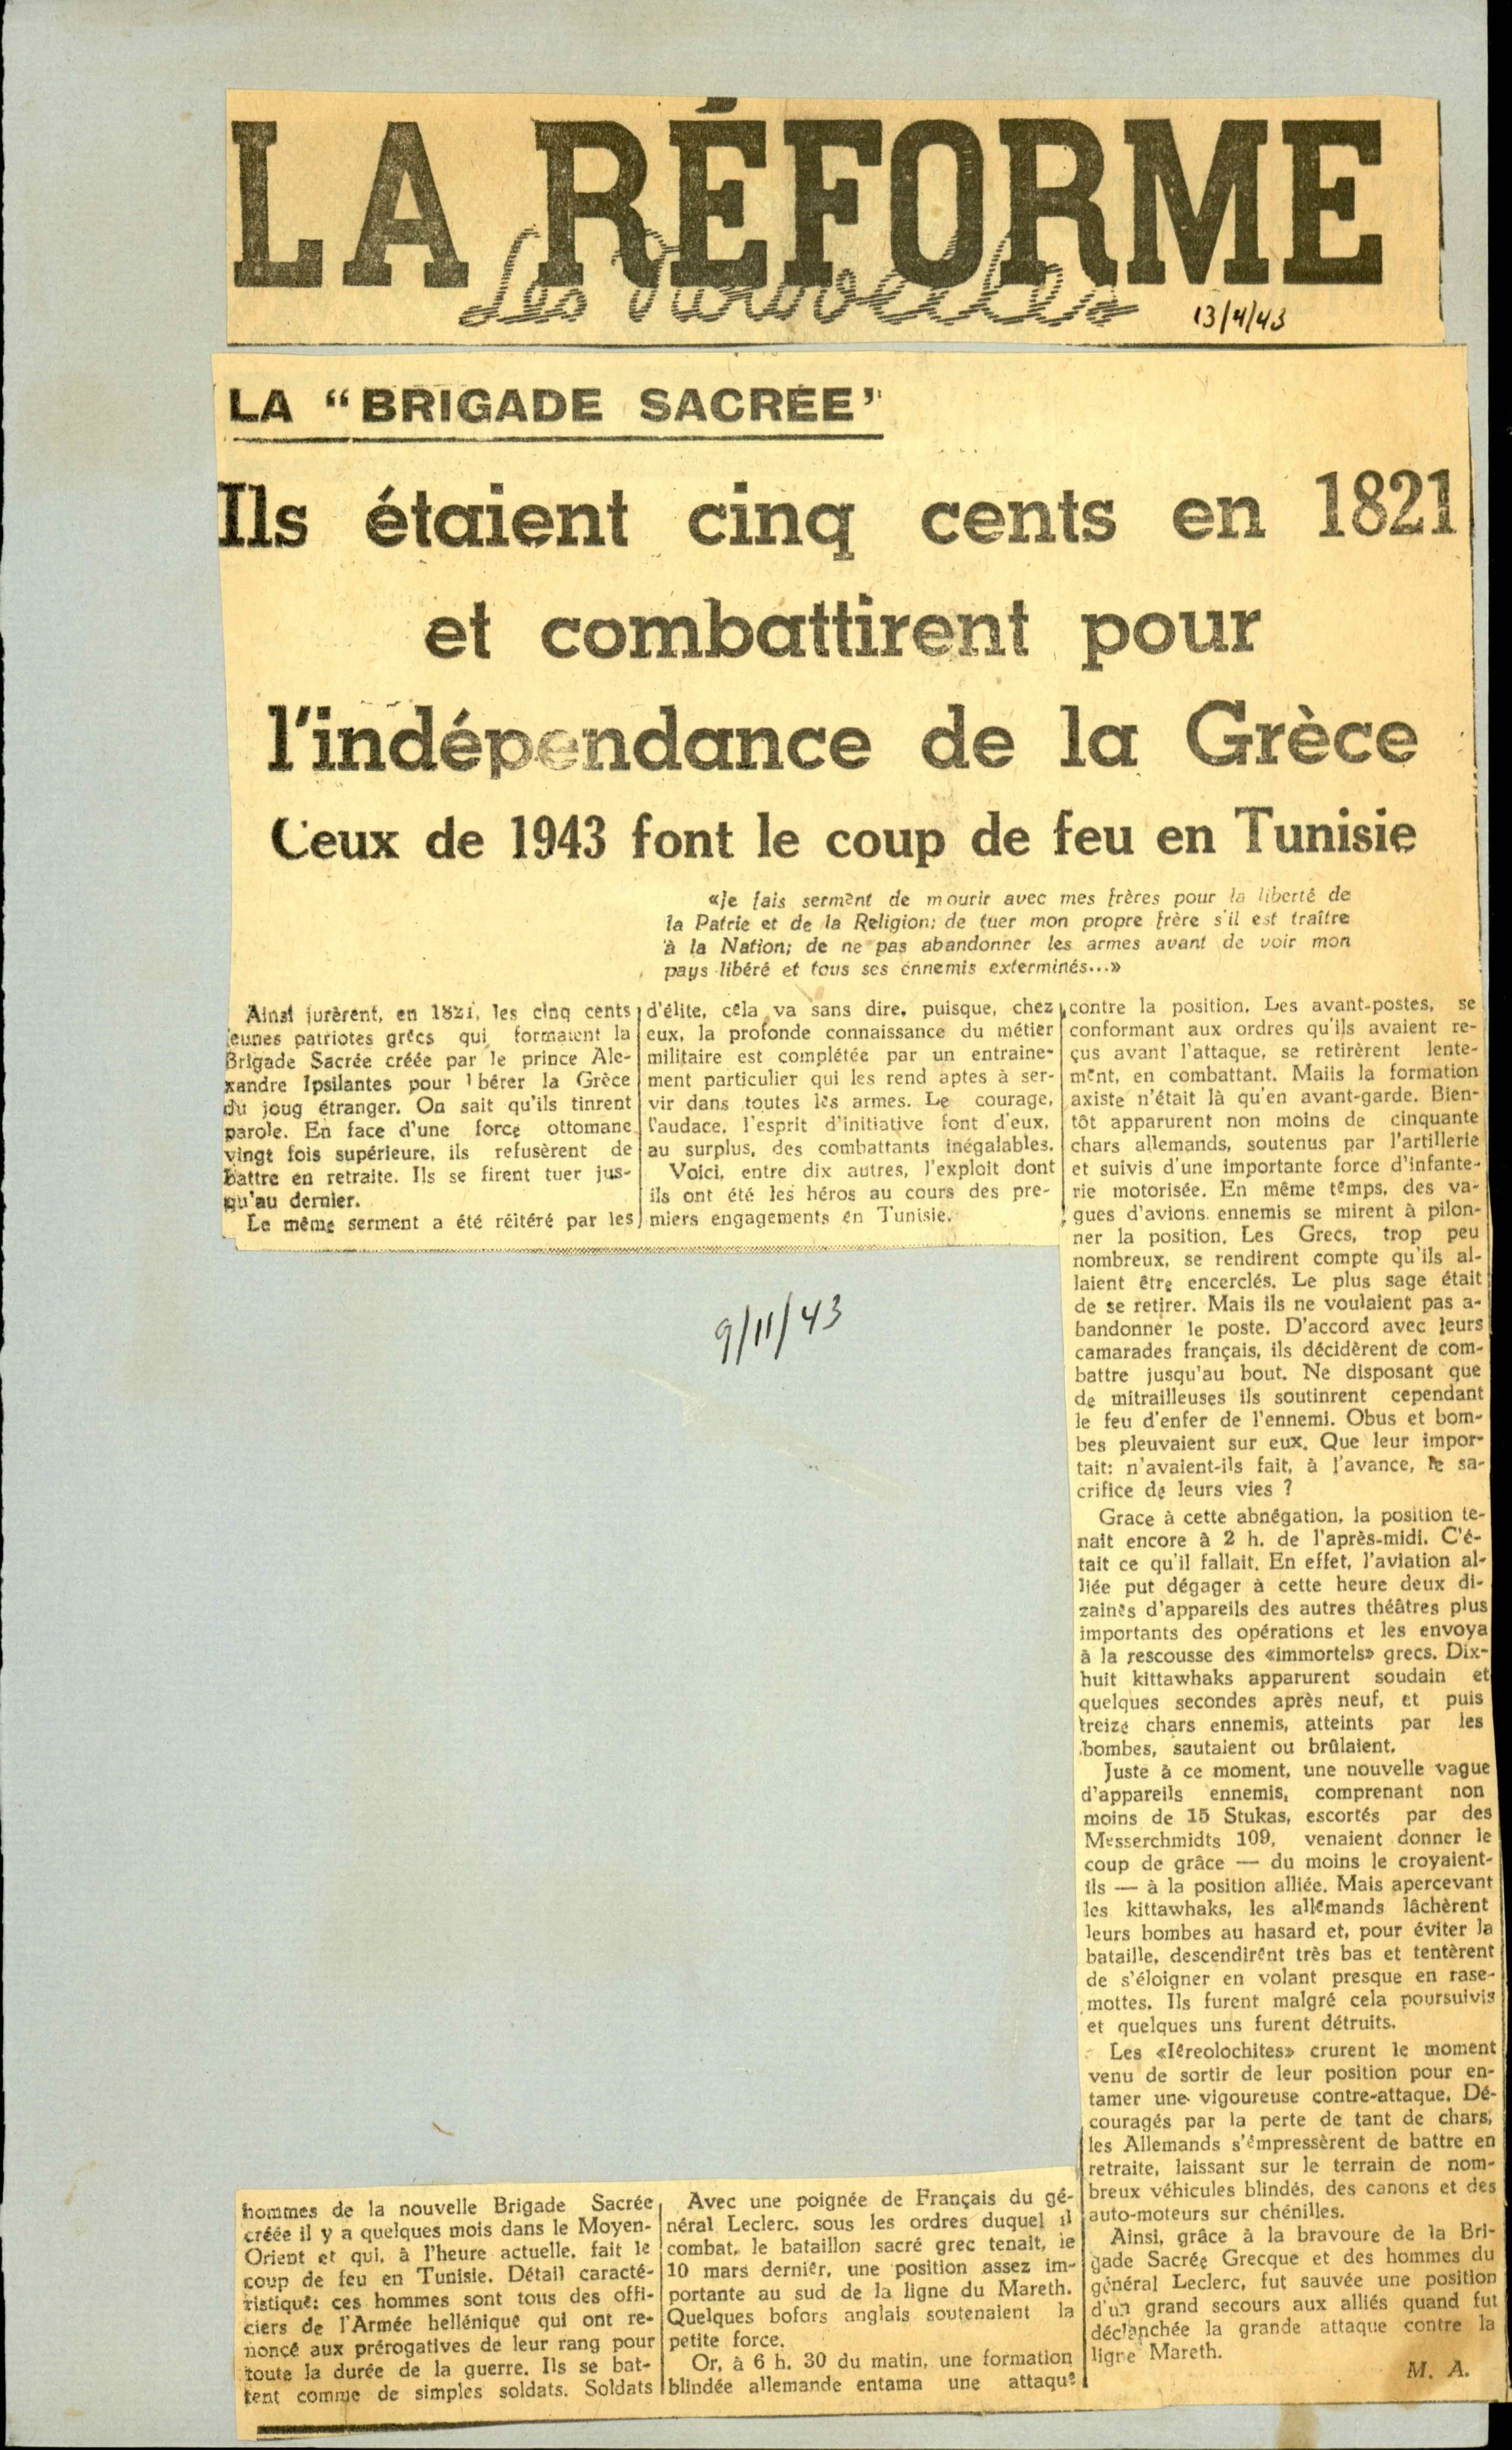 LA RÉFORME
13/4/43
LA "BRIGADE SACRÉE"
Ils étaient cinq cents en 1821
et combattirent pour
l'indépendance de la Grèce
Ceux de 1943 font le coup de feu en Tunisie
«Je fais serment de mourir avec mes frères pour la liberté de
la Patrie et de la Religion; de tuer mon propre frère s'il est traître
à la Nation; de ne pas abandonner les armes avant de voir mon
pays libéré et tous ses ennemis exterminés...»
Ainsi jurèrent, en 1821, les cinq cents
jeunes patriotes grecs qui formaient la
Brigade Sacrée créée par le prince Ale-
xandre Ipsilantes pour l bérer la Grèce
du joug étranger. On sait qu'ils tinrent
parole. En face d'une force ottomane
vingt fois supérieure, ils refusèrent de
battre en retraite. Ils se firent tuer jus-
qu'au dernier.
Le même serment a été réitéré par les
hommes de la nouvelle Brigade Sacrée
créée il y a quelques mois dans le Moyen-
Orient et qui, à l'heure actuelle, fait le
coup de feu en Tunisie. Détail caracté-
ristique: ces hommes sont tous des offi-
ciers de l'Armée hellénique qui ont re-
noncé aux prérogatives de leur rang pour
toute la durée de la guerre. Ils se bat-
tent comme de simples soldats. Soldats
d'élite, cela va sans dire, puisque, chez
eux, la profonde connaissance du métier
militaire est complétée par un entraine-
ment particulier qui les rend aptes à ser-
vir dans toutes les armes. Le courage,
l'audace, l'esprit d'initiative font d'eux,
au surplus, des combattants inégalables.
Voici, entre dix autres, l'exploit dont
ils ont été les héros au cours des pre-
miers engagements en Tunisie.
9/11/43
Avec une poignée de Français du gé-
néral Leclerc, sous les ordres duquel il
combat, le bataillon sacré grec tenait, le
10 mars dernier, une position assez im-
portante au sud de la ligne du Mareth.
Quelques bofors anglais soutenaient la
petite force.
Or, à 6 h. 30 du matin, une formation
blindée allemande entama une attaque
contre la position. Les avant-postes, se
conformant aux ordres qu'ils avaient re-
çus avant l'attaque, se retirèrent lente-
ment, en combattant. Maiis la formation
axiste n'était là qu'en avant-garde. Bien-
tôt apparurent non moins de cinquante
chars allemands, soutenus par l'artillerie
et suivis d'une importante force d'infante-
rie motorisée. En même temps, des va-
gues d'avions ennemis se mirent à pilon-
ner la position. Les Grecs, trop peu
nombreux, se rendirent compte qu'ils al-
laient être encerclés. Le plus sage était
de se retirer. Mais ils ne voulaient pas a-
bandonner le poste. D'accord avec leurs
camarades français, ils décidèrent de com-
battre jusqu'au bout. Ne disposant que
de mitrailleuses ils soutinrent cependant
le feu d'enfer de l'ennemi. Obus et bom-
bes pleuvaient sur eux. Que leur impor-
tait: n'avaient-ils fait, à l'avance, le sa-
crifice de leurs vies ?
Grace à cette abnégation, la position te-
nait encore à 2 h. de l'après-midi. C'é-
tait ce qu'il fallait. En effet, l'aviation al-
liée put dégager à cette heure deux di-
zaines d'appareils des autres théâtres plus
importants des opérations et les envoya
à la rescousse des «immortels» grecs. Dix-
huit kittawhaks apparurent soudain et
quelques secondes après neuf, et puis
treize chars ennemis, atteints par les
bombes, sautaient ou brûlaient.
Juste à ce moment, une nouvelle vague
d'appareils ennemis, comprenant non
moins de 15 Stukas, escortés par des
Messerchmidts 109, venaient donner le
coup de grâce — du moins le croyaient-
ils — à la position alliée. Mais apercevant
les kittawhaks, les allemands lâchèrent
leurs bombes au hasard et, pour éviter la
bataille, descendirent très bas et tentèrent
de s'éloigner en volant presque en rase-
mottes. Ils furent malgré cela poursuivis
et quelques uns furent détruits.
Les «Iéreolochites» crurent le moment
venu de sortir de leur position pour en-
tamer une vigoureuse contre-attaque. Dé-
couragés par la perte de tant de chars,
les Allemands s'empressèrent de battre en
retraite, laissant sur le terrain de nom-
breux véhicules blindés, des canons et des
auto-moteurs sur chénilles.
Ainsi, grâce à la bravoure de la Bri-
gade Sacrée Grecque et des hommes du
général Leclerc, fut sauvée une position
d'un grand secours aux alliés quand fut
déclanchée la grande attaque contre la
ligne Mareth.
M. A.